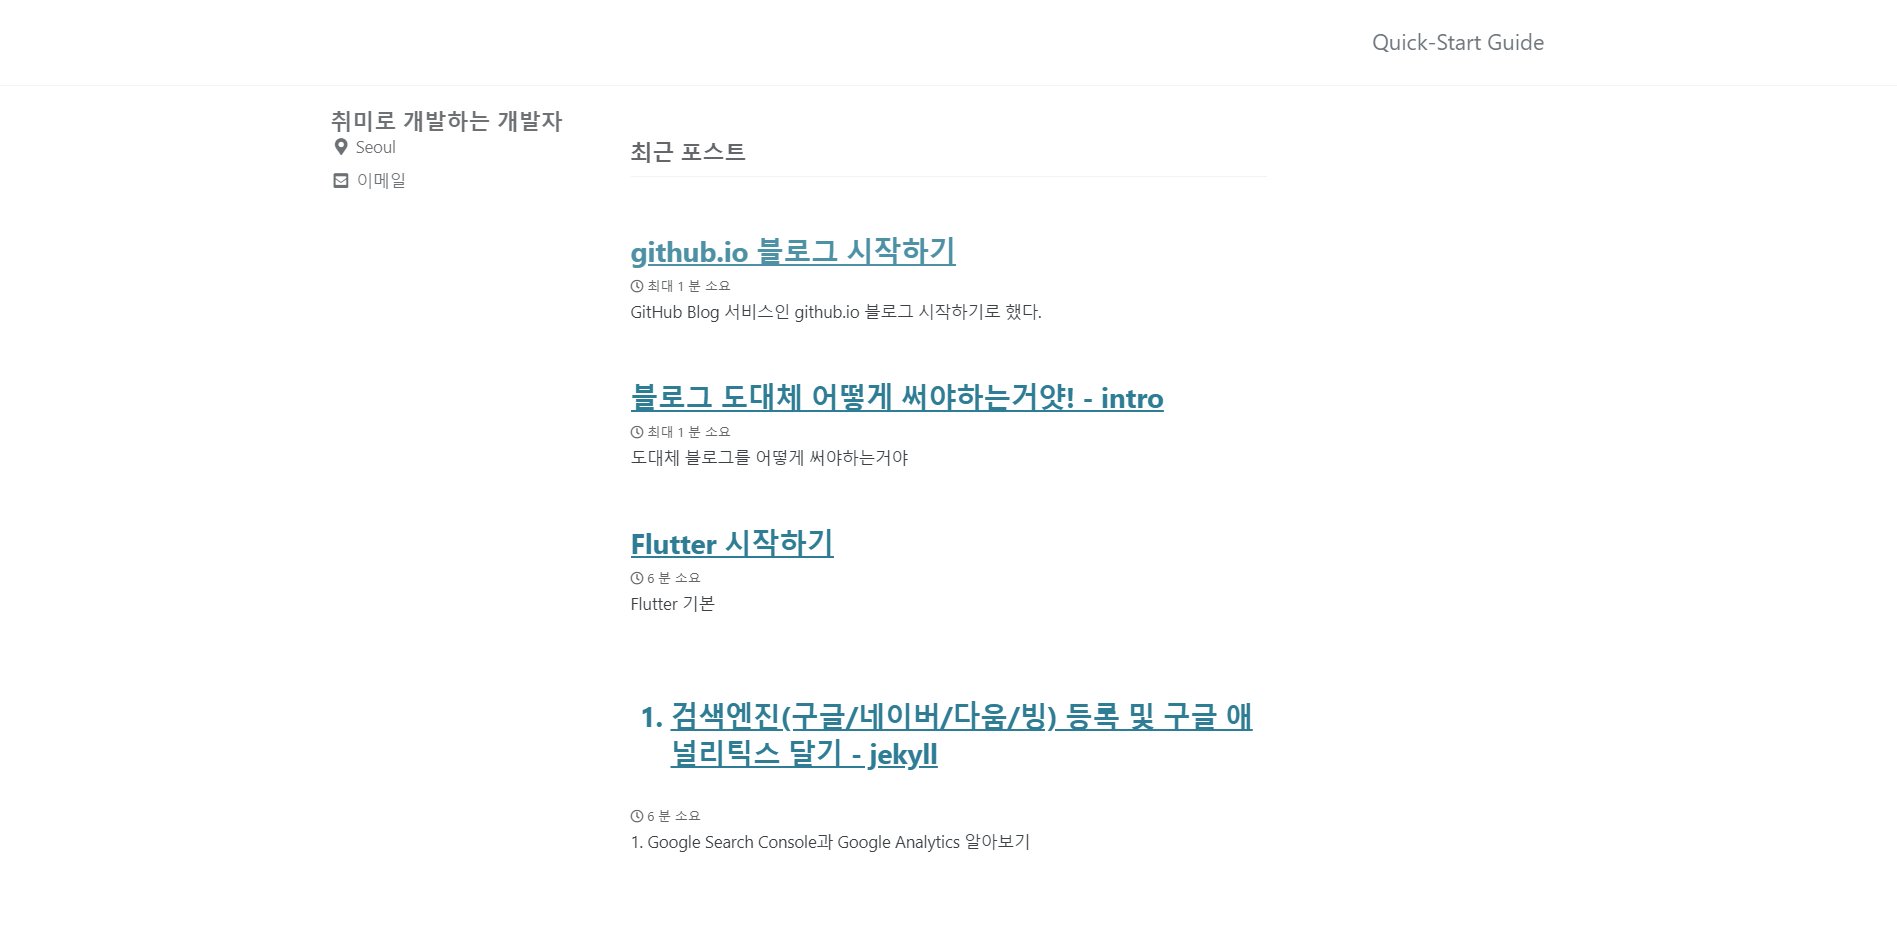 Quick-Start Guide
취미로 개발하는 개발자
Seoul
이메일
최근 포스트
github.io 블로그 시작하기
최대 1 분 소요
GitHub Blog 서비스인 github.io 블로그 시작하기로 했다.
블로그 도대체 어떻게 써야하는거얏! - intro
최대 1 분 소요
도대체 블로그를 어떻게 써야하는거야
Flutter 시작하기
6 분 소요
Flutter 기본
1. 검색엔진(구글/네이버/다움/빙) 등록 및 구글 애
널리틱스 달기 - jekyll
6 분 소요
1. Google Search Console과 Google Analytics 알아보기